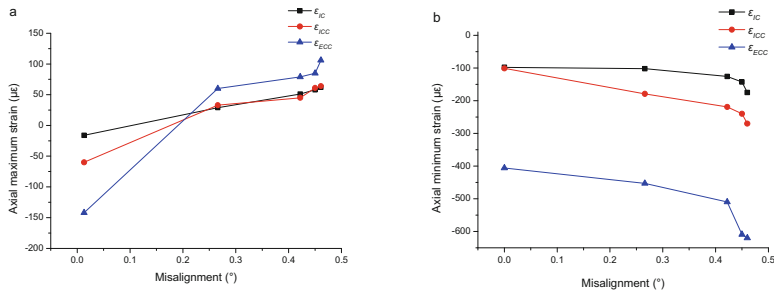 a
ε_IC
ε_ICC
ε_ECC
Axial maximum strain (με)
150
100
50
0
50
100
-150
-200
0.0 0.1 0.2 0.3 0.4 0.5
Misalignment (°)
b
ε_IC
ε_ICC
ε_ECC
Axial minimum strain (με)
0
-100
-200
-300
-400
-500
-600
0.0 0.1 0.2 0.3 0.4 0.5
Misalignment (°)